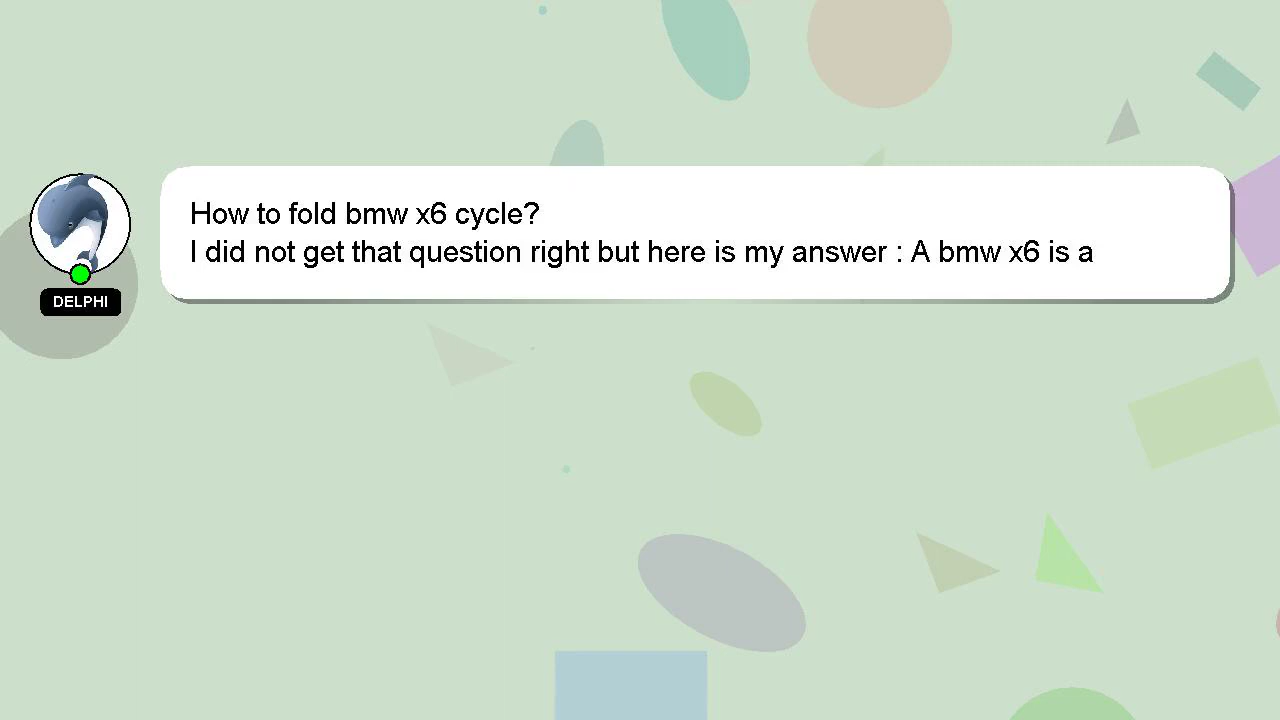 How to fold bmw x6 cycle?
I did not get that question right but here is my answer : A bmw x6 is a
DELPHI